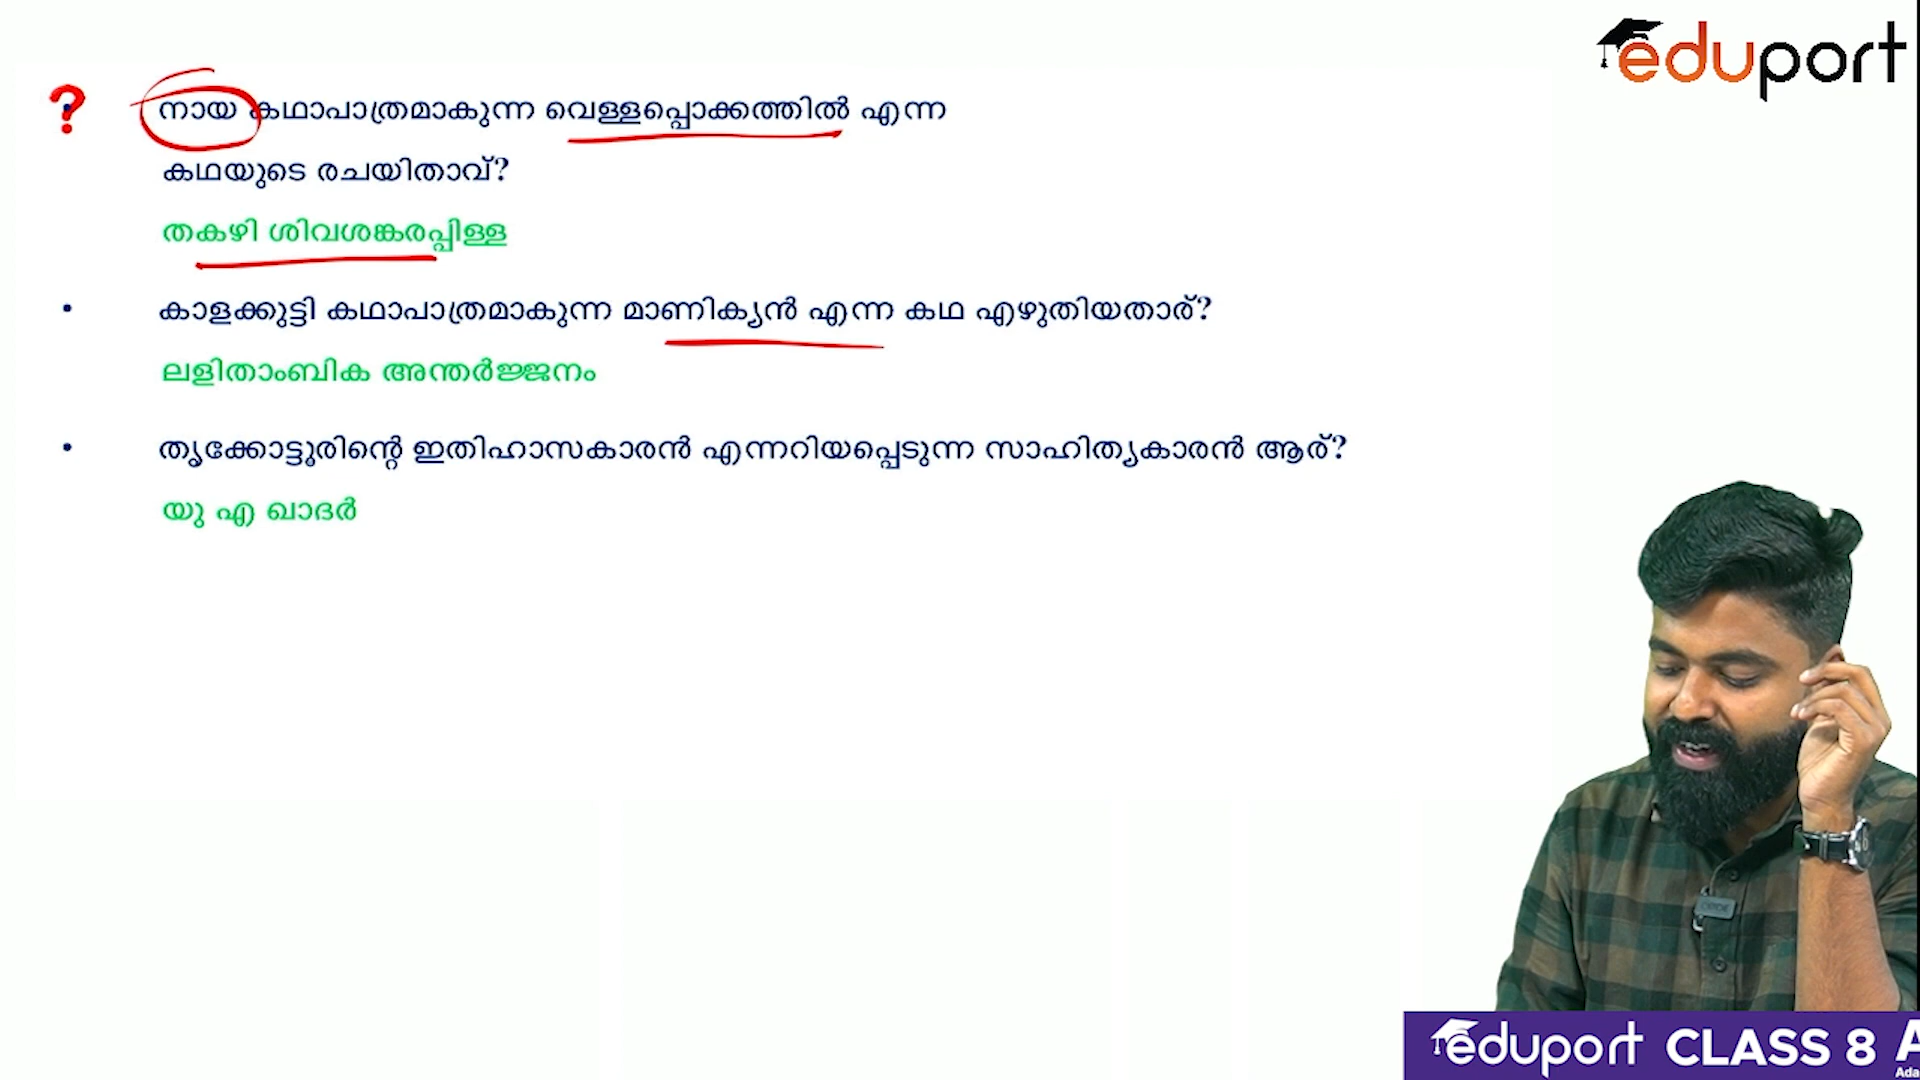 eduport
? നായ കഥാപാത്രമാകുന്ന വെള്ളപ്പൊക്കത്തിൽ എന്ന
കഥയുടെ രചയിതാവ്?
തകഴി ശിവശങ്കരപ്പിള്ള
• കാളക്കുട്ടി കഥാപാത്രമാകുന്ന മാണിക്യൻ എന്ന കഥ എഴുതിയതാര്?
ലളിതാംബിക അന്തർജ്ജനം
• തൃക്കോട്ടൂരിന്റെ ഇതിഹാസകാരൻ എന്നറിയപ്പെടുന്ന സാഹിത്യകാരൻ ആര്?
യു എ ഖാദർ
eduport CLASS 8 A
Ada